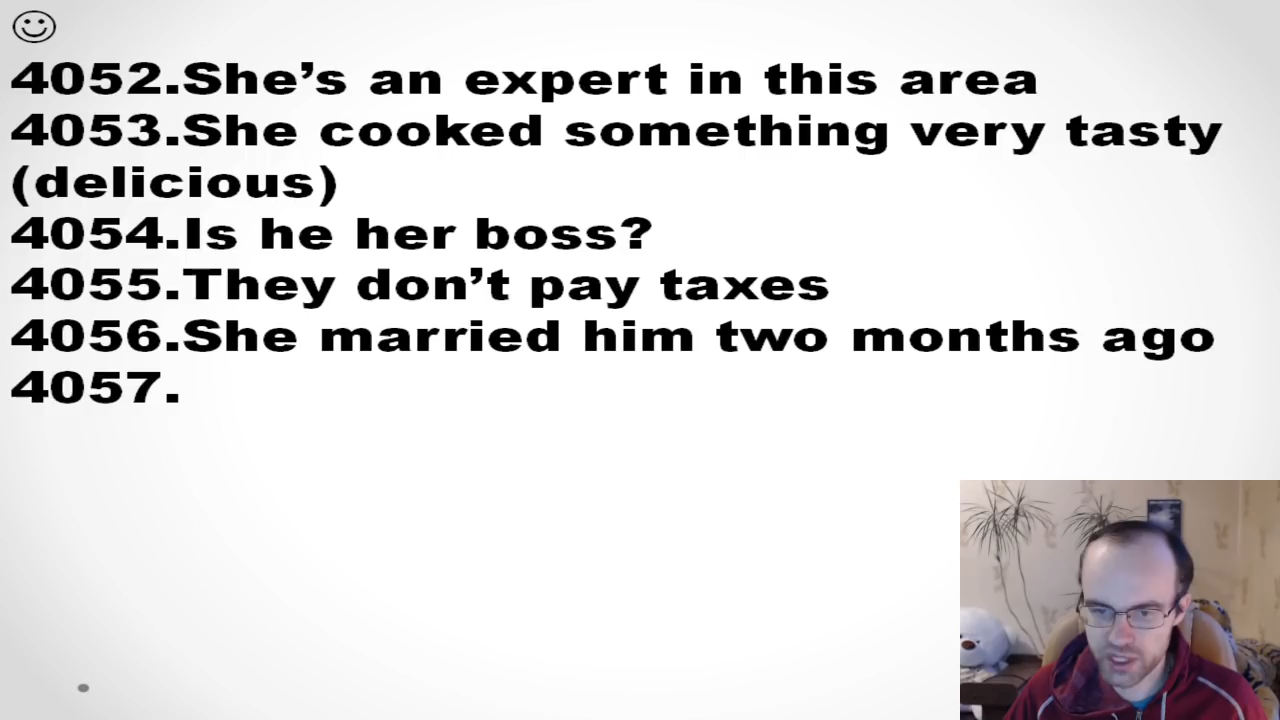 4052.She’s an expert in this area
4053.She cooked something very tasty
(delicious)
4054.Is he her boss?
4055.They don’t pay taxes
4056.She married him two months ago
4057.